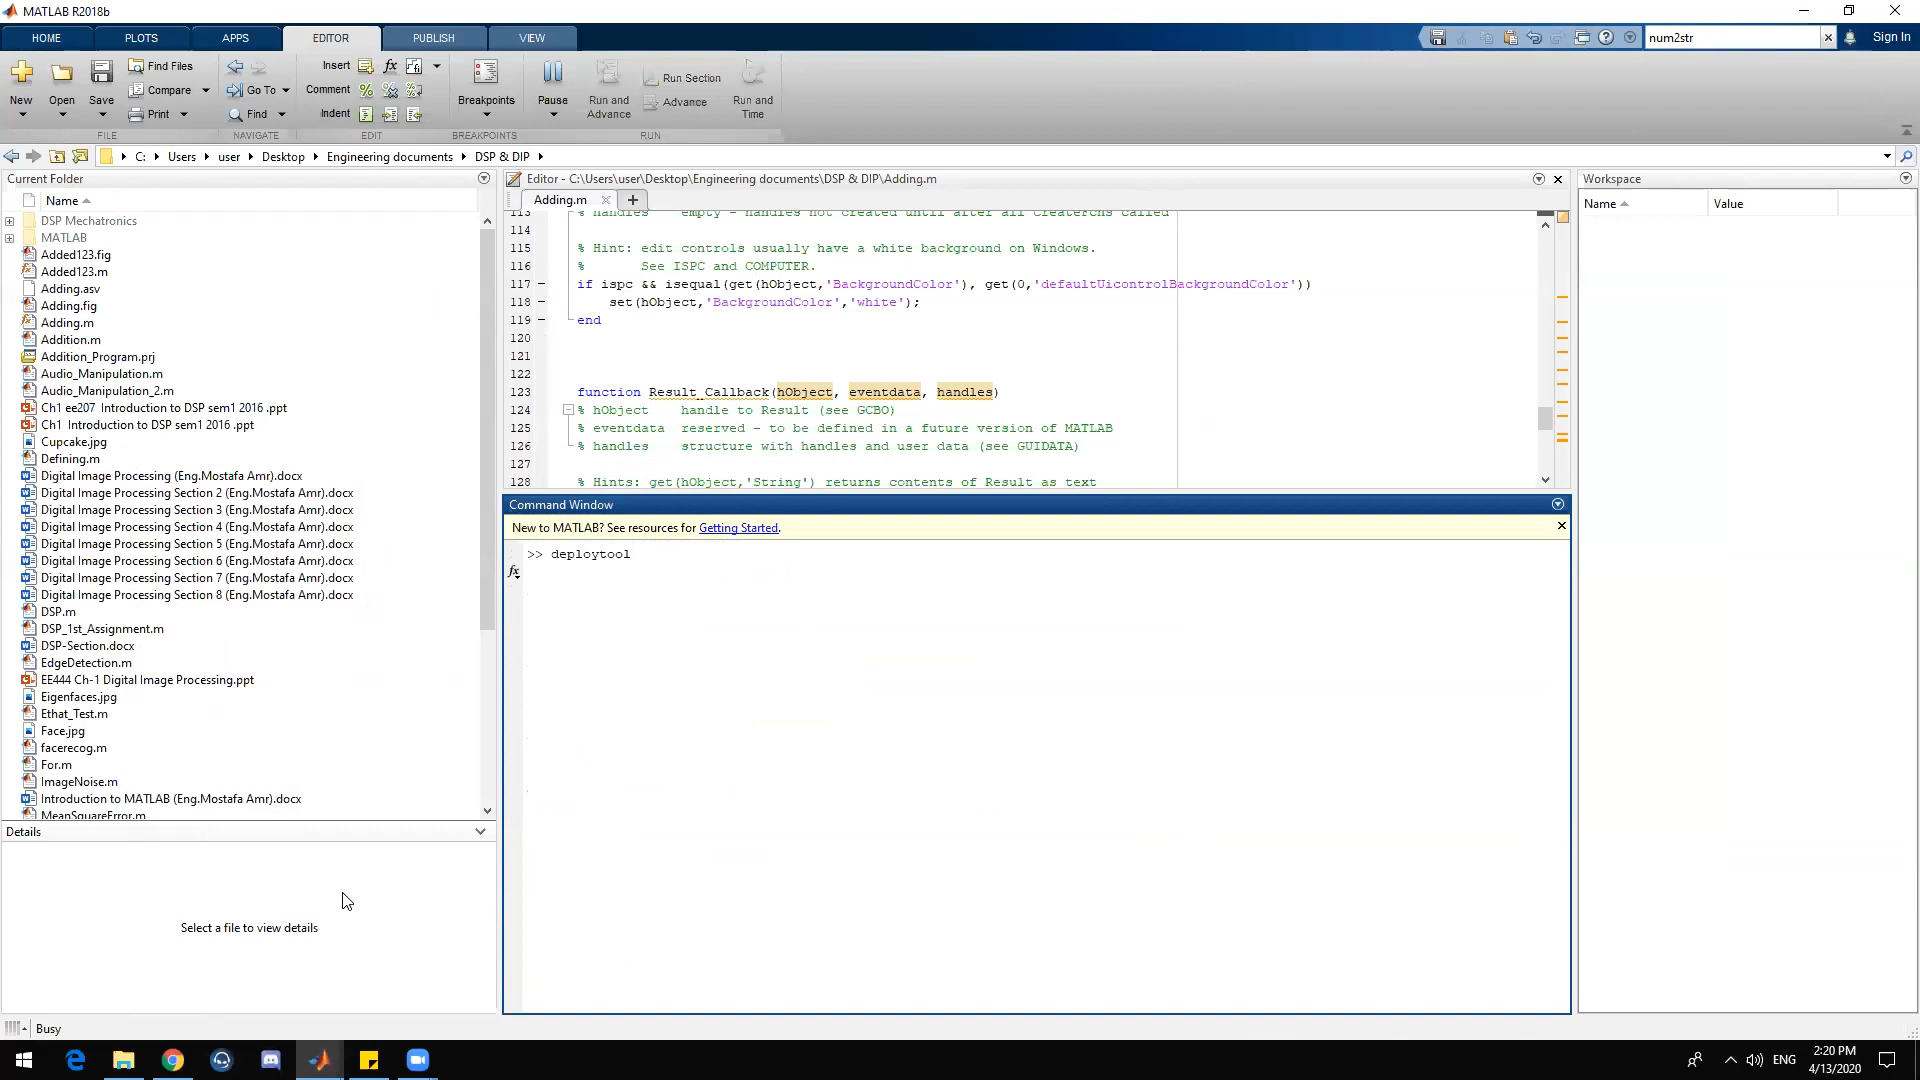 MATLAB R2018b
HOME
PLOTS
APPS
EDITOR
PUBLISH
VIEW
num2str
Sign In
New
Open
Save
Find Files
Compare
Print
Go To
Find
Insert
Comment
Indent
Breakpoints
Pause
Run and
Advance
Run Section
Advance
Run and
Time
FILE
NAVIGATE
EDIT
BREAKPOINTS
RUN
C:
Users
user
Desktop
Engineering documents
DSP & DIP
Current Folder
Name
DSP Mechatronics
MATLAB
Added123.fig
Added123.m
Adding.asv
Adding.fig
Adding.m
Addition.m
Addition_Program.prj
Audio_Manipulation.m
Audio_Manipulation_2.m
Ch1 ee207 Introduction to DSP sem1 2016 .ppt
Ch1 Introduction to DSP sem1 2016 .ppt
Cupcake.jpg
Defining.m
Digital Image Processing (Eng.Mostafa Amr).docx
Digital Image Processing Section 2 (Eng.Mostafa Amr).docx
Digital Image Processing Section 3 (Eng.Mostafa Amr).docx
Digital Image Processing Section 4 (Eng.Mostafa Amr).docx
Digital Image Processing Section 5 (Eng.Mostafa Amr).docx
Digital Image Processing Section 6 (Eng.Mostafa Amr).docx
Digital Image Processing Section 7 (Eng.Mostafa Amr).docx
Digital Image Processing Section 8 (Eng.Mostafa Amr).docx
DSP.m
DSP_1st_Assignment.m
DSP-Section.docx
EdgeDetection.m
EE444 Ch-1 Digital Image Processing.ppt
Eigenfaces.jpg
Ethat_Test.m
Face.jpg
facerecog.m
For.m
ImageNoise.m
Introduction to MATLAB (Eng.Mostafa Amr).docx
MeanSquareError.m
Details
Select a file to view details
Editor - C:\Users\user\Desktop\Engineering documents\DSP & DIP\Adding.m
Adding.m
113 % handles empty - handles not created until after all CreateFcns called
114
115 % Hint: edit controls usually have a white background on Windows.
116 % See ISPC and COMPUTER.
117 if ispc && isequal(get(hObject,'BackgroundColor'), get(0,'defaultUicontrolBackgroundColor'))
118 set(hObject,'BackgroundColor','white');
119 end
120
121
122
123 function Result_Callback(hObject, eventdata, handles)
124 % hObject handle to Result (see GCBO)
125 % eventdata reserved - to be defined in a future version of MATLAB
126 % handles structure with handles and user data (see GUIDATA)
127
128 % Hints: get(hObject,'String') returns contents of Result as text
Command Window
New to MATLAB? See resources for Getting Started.
>> deploytool
fx
Workspace
Name
Value
Busy
ENG
2:20 PM
4/13/2020